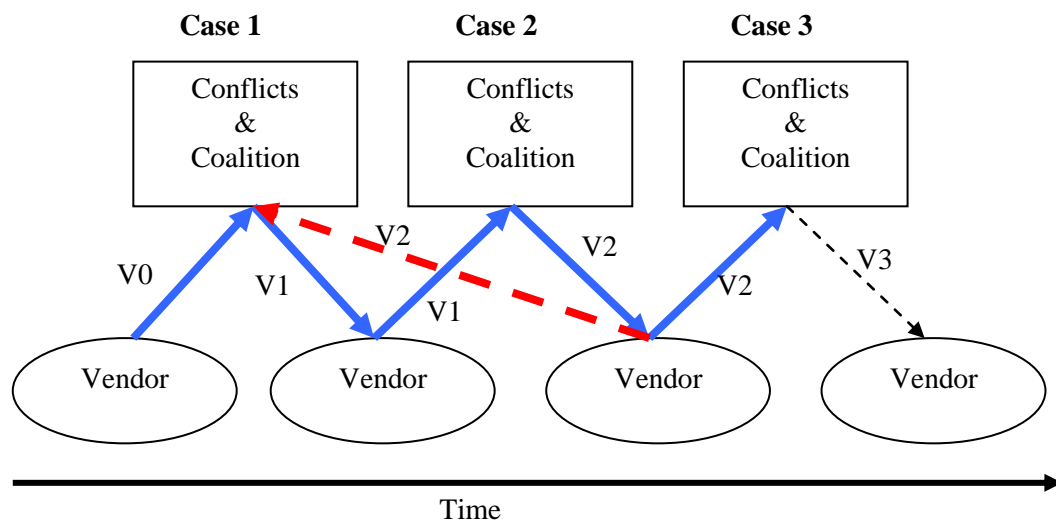 Case 1
Case 2
Case 3
Conflicts
&
Coalition
Conflicts
&
Coalition
Conflicts
&
Coalition
V0
V1
V2
V1
V2
V2
V3
Vendor
Vendor
Vendor
Vendor
Time